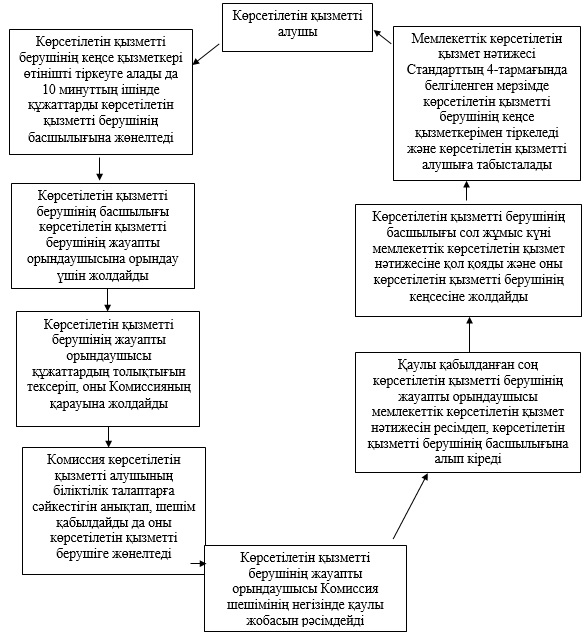 Көрсетілетін қызметті
алушы
Көрсетілетін қызметті
берушінің кеңсе қызметкері
өтінішті тіркеуге алады да
10 минуттың ішінде
құжаттарды көрсетілетін
қызметті берушінің
басшылығына жөнелтеді
Көрсетілетін қызметті
берушінің басшылығы
көрсетілетін қызметті
берушінің жауапты
орындаушысына орындау
үшін жолдайды
Көрсетілетін қызметті
берушінің жауапты
орындаушысы
құжаттардың толықтығын
тексеріп, оны Комиссияның
қарауына жолдайды
Комиссия көрсетілетін
қызметті алушының
біліктілік талаптарға
сәйкестігін анықтап, шешім
қабылдайды да оны
көрсетілетін қызметті
берушіге жөнелтеді
Көрсетілетін қызметті
берушінің жауапты
орындаушысы Комиссия
шешімінің негізінде қаулы
жобасын рәсімдейді
Қаулы қабылданған соң
көрсетілетін қызметті берушінің
жауапты орындаушысы
мемлекеттік көрсетілетін қызмет
нәтижесін ресімдеп, көрсетілетін
қызметті берушінің басшылығына
алып кіреді
Көрсетілетін қызметті берушінің
басшылығы сол жұмыс күні
мемлекеттік көрсетілетін қызмет
нәтижесіне қол қояды және оны
көрсетілетін қызметті берушінің
кеңсесіне жолдайды
Мемлекеттік көрсетілетін
қызмет нәтижесі
Стандарттың 4-тармағында
белгіленген мерзімде
көрсетілетін қызметті
берушінің кеңсе
қызметкерімен тіркеледі
және көрсетілетін қызметті
алушыға табысталады